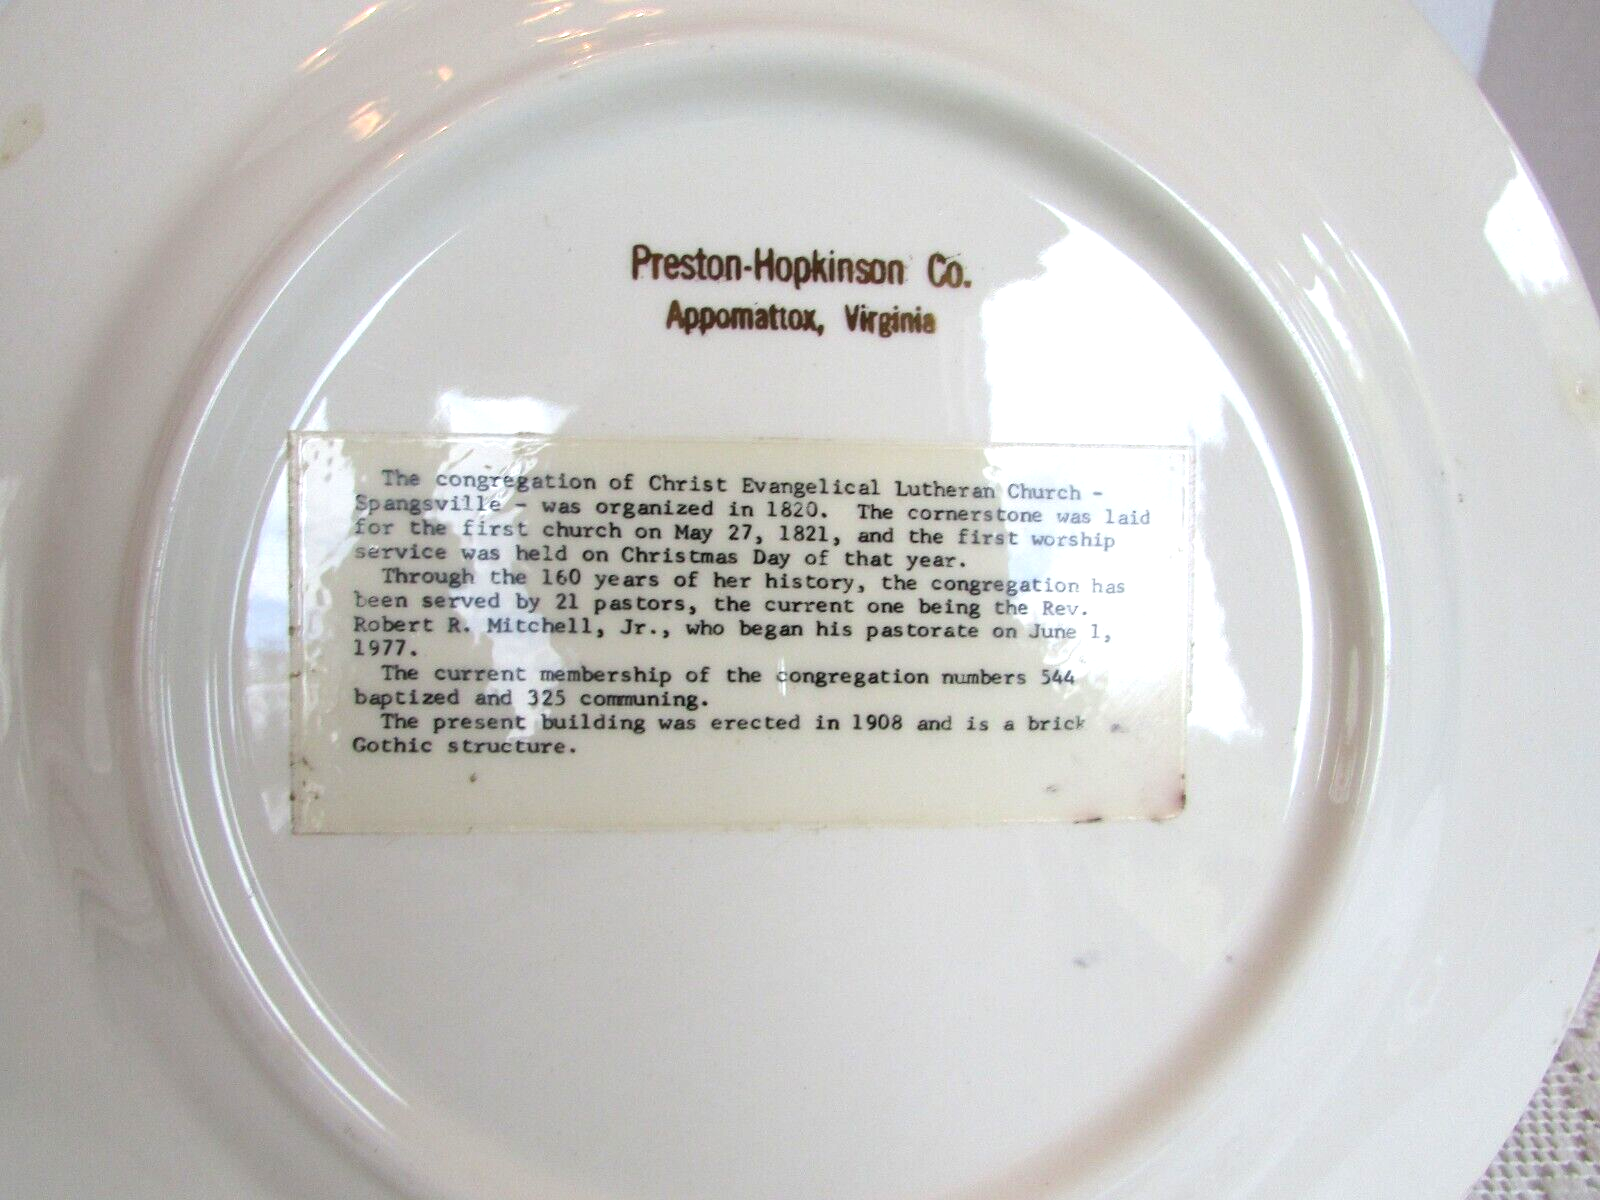 Preston-Hopkinson Co.
Appomattox, Virginia
The congregation of Christ Evangelical Lutheran Church -
Spangsville - was organized in 1820. The cornerstone was laid
for the first church on May 27, 1821, and the first worship
service was held on Christmas Day of that year.
Through the 160 years of her history, the congregation has
been served by 21 pastors, the current one being the Rev.
Robert R. Mitchell, Jr., who began his pastorate on June 1,
1977.
The current membership of the congregation numbers 544
baptized and 325 communing.
The present building was erected in 1908 and is a brick
Gothic structure.